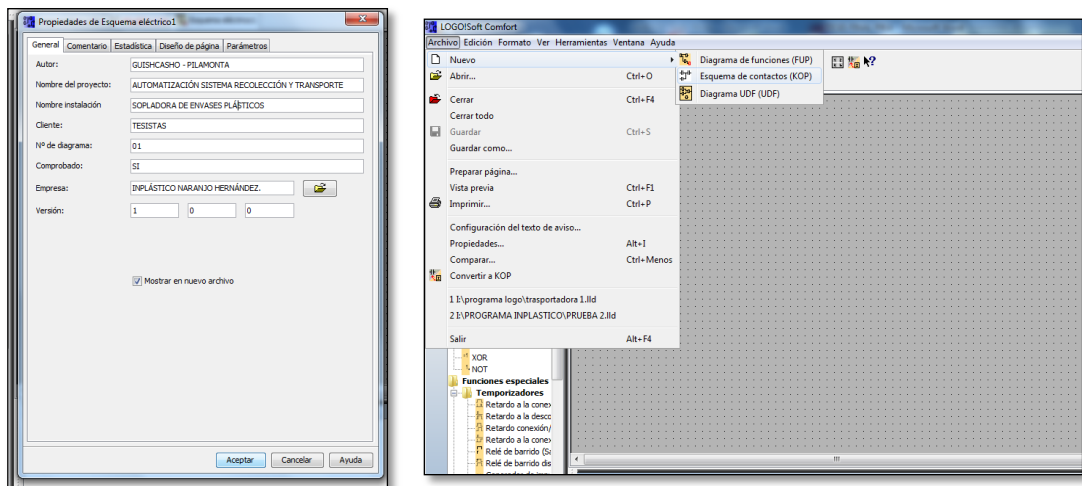 Propiedades de Esquema eléctrico1
General Comentario Estadística Diseño de página Parámetros
Autor: GUISHCASHO - PILAMONTA
Nombre del proyecto: AUTOMATIZACIÓN SISTEMA RECOLECCIÓN Y TRANSPORTE
Nombre instalación SOPLADORA DE ENVASES PLÁSTICOS
Cliente: TESISTAS
Nº de diagrama: 01
Comprobado: SI
Empresa: INPLÁSTICO NARANJO HERNÁNDEZ.
Versión: 1 0 0
Mostrar en nuevo archivo
Aceptar Cancelar Ayuda
LOGO!Soft Comfort
Archivo Edición Formato Ver Herramientas Ventana Ayuda
Nuevo
Abrir... Ctrl+O
Cerrar Ctrl+F4
Cerrar todo
Guardar Ctrl+S
Guardar como...
Preparar página...
Vista previa Ctrl+F1
Imprimir... Ctrl+P
Configuración del texto de aviso...
Propiedades... Alt+I
Comparar... Ctrl+Menos
Convertir a KOP
1 I:\programa logo\trasportadora 1.lld
2 I:\PROGRAMA INPLASTICO\PRUEBA 2.lld
Salir Alt+F4
Diagrama de funciones (FUP)
Esquema de contactos (KOP)
Diagrama UDF (UDF)
XOR
NOT
Funciones especiales
Temporizadores
Retardo a la conex
Retardo a la desco
Retardo conexión/
Retardo a la conex
Relé de barrido (Sa
Relé de barrido dis